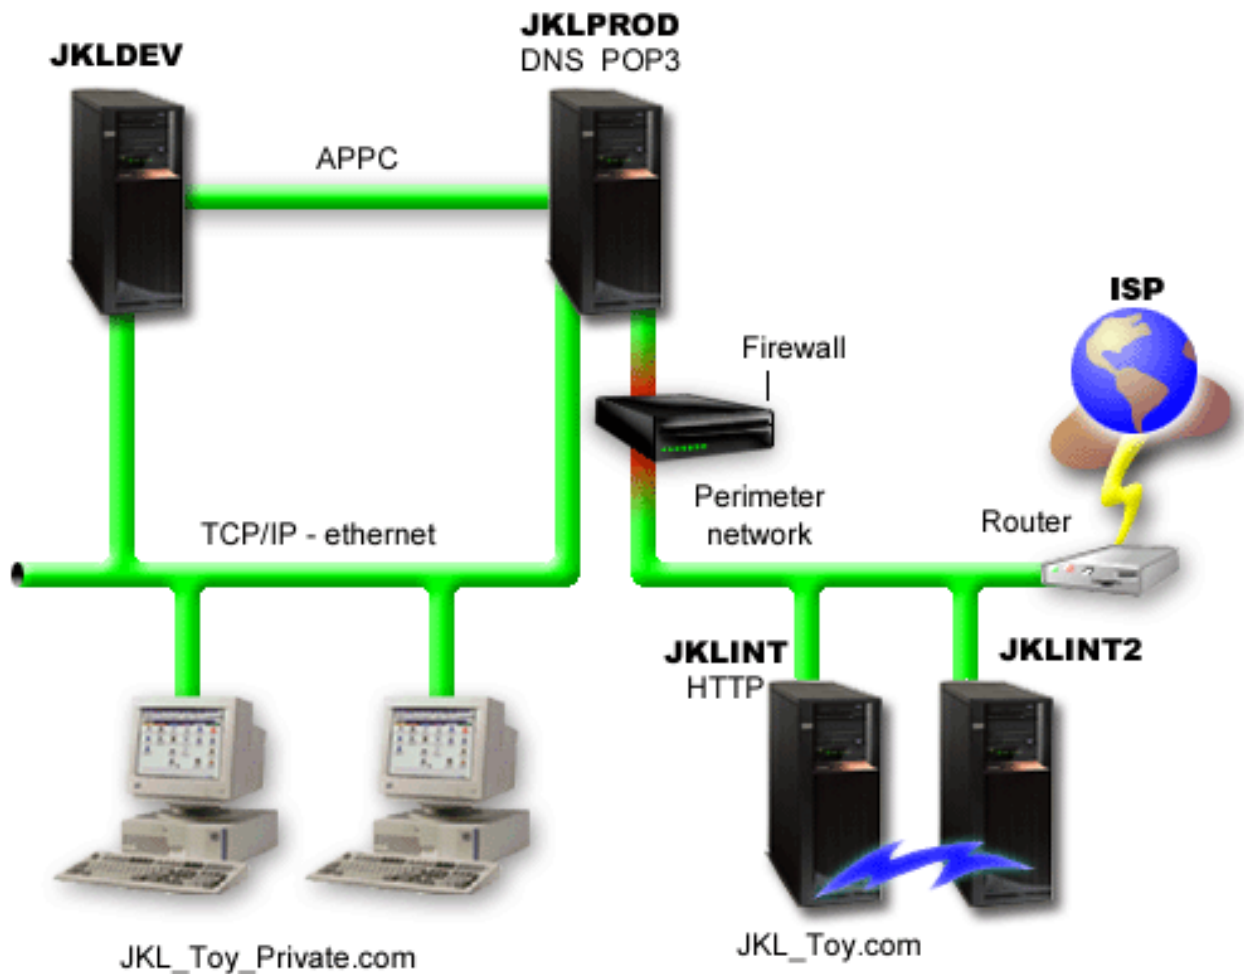 JKLDEV
JKLPROD
DNS POP3
APPC
ISP
Firewall
Perimeter
network
Router
TCP/IP - ethernet
JKLINT
HTTP
JKLINT2
JKL_Toy_Private.com
JKL_Toy.com